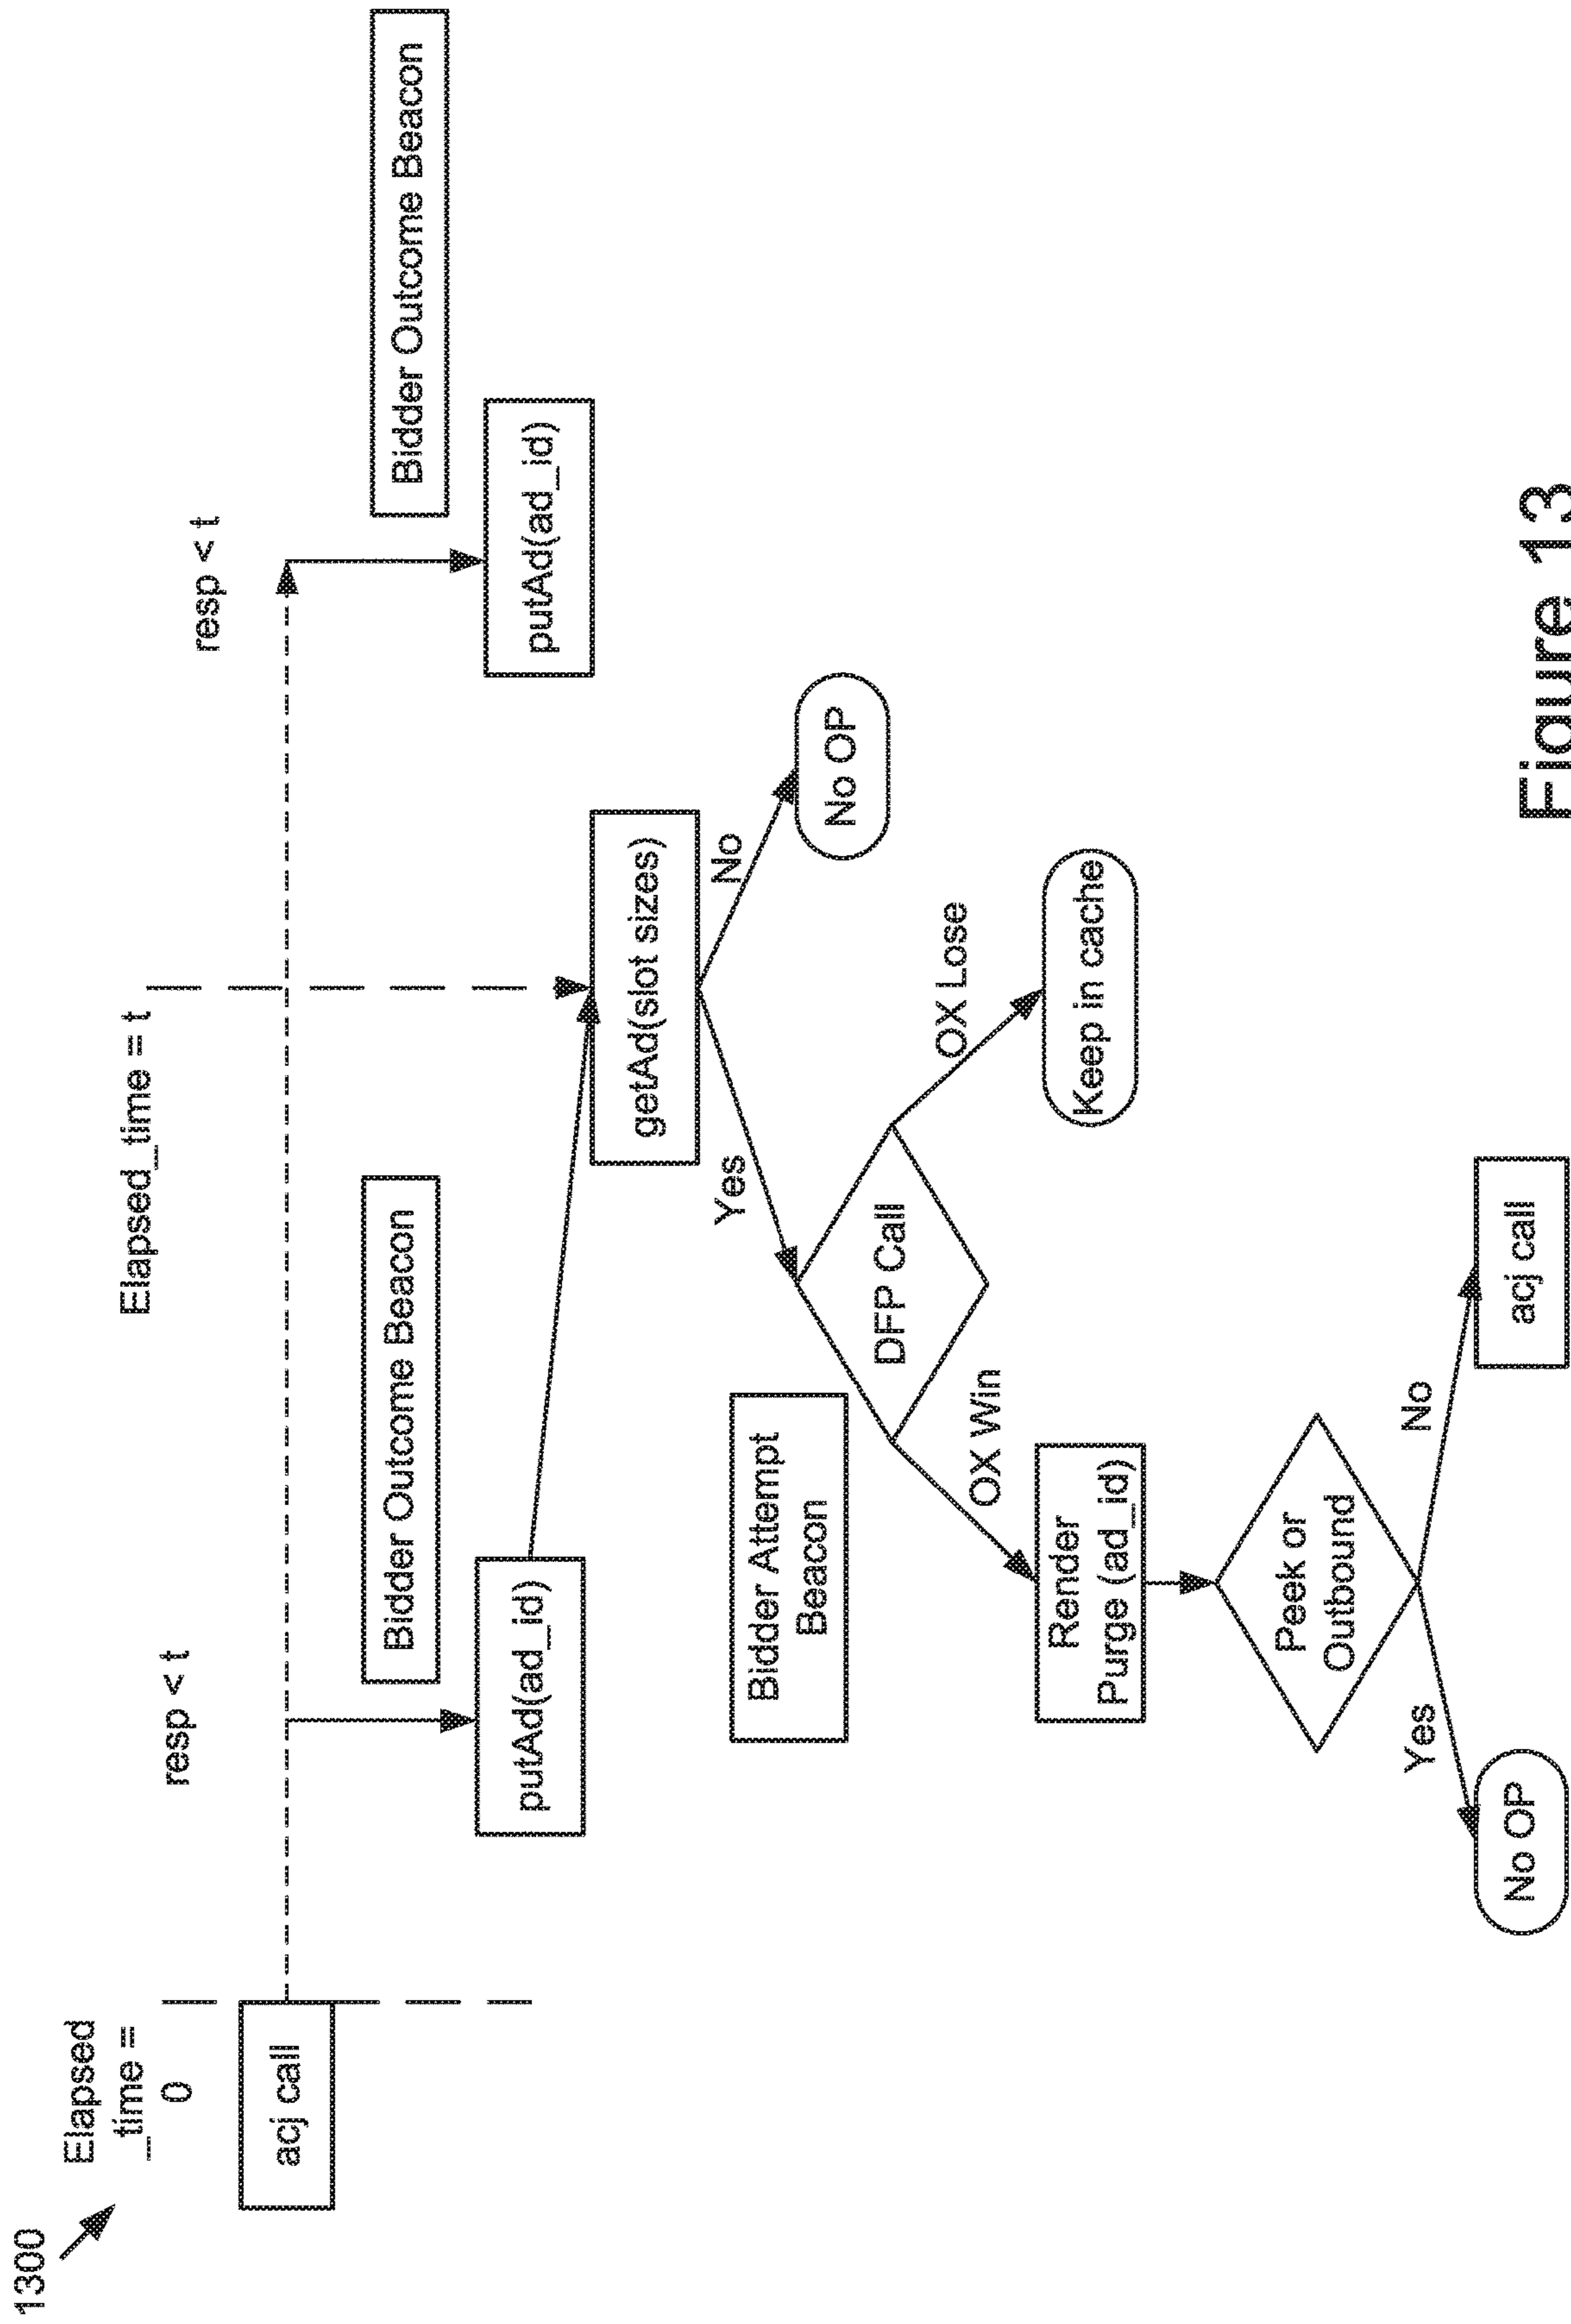 1300
Elapsed
_time =
0
acj call
resp < t
Elapsed_time = t
resp < t
Bidder Outcome Beacon
putAd(ad_id)
Bidder Outcome Beacon
putAd(ad_id)
getAd(slot sizes)
Yes
No
No OP
Bidder Attempt
Beacon
DFP Call
OX Win
OX Lose
Keep in cache
Render
Purge (ad_id)
Peek or
Outbound
Yes
No
No OP
acj call
Figure 13